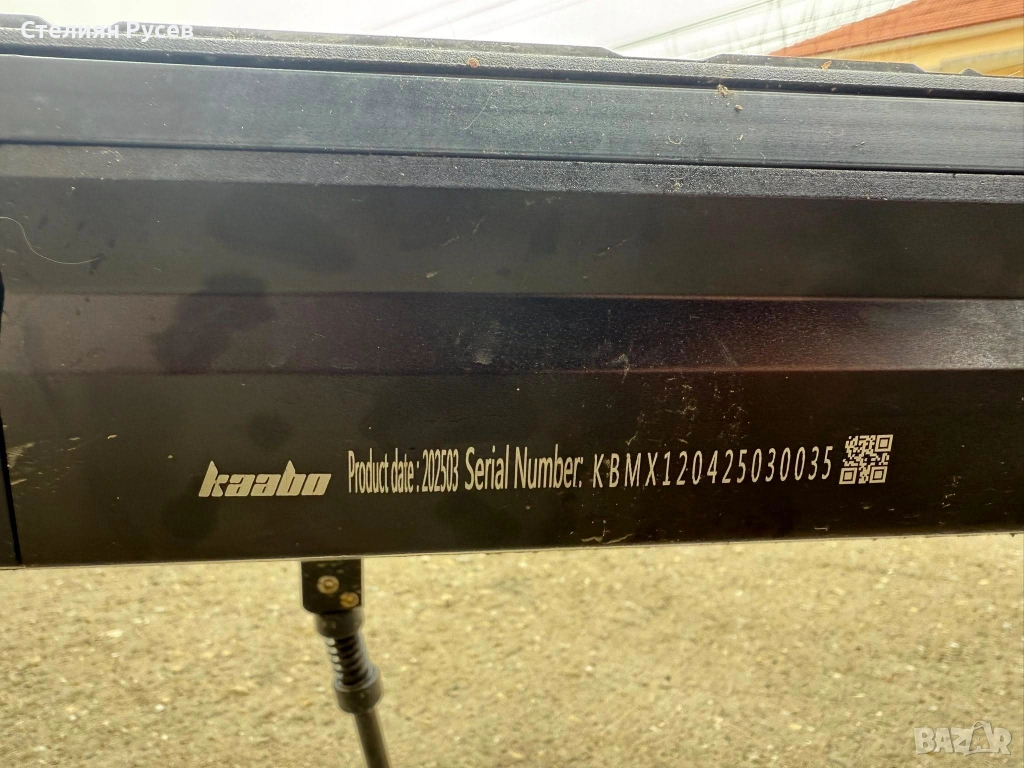 Стелиян Русев
kaabo Product date : 202503 Serial Number: KBMX120425030035
BAZAR